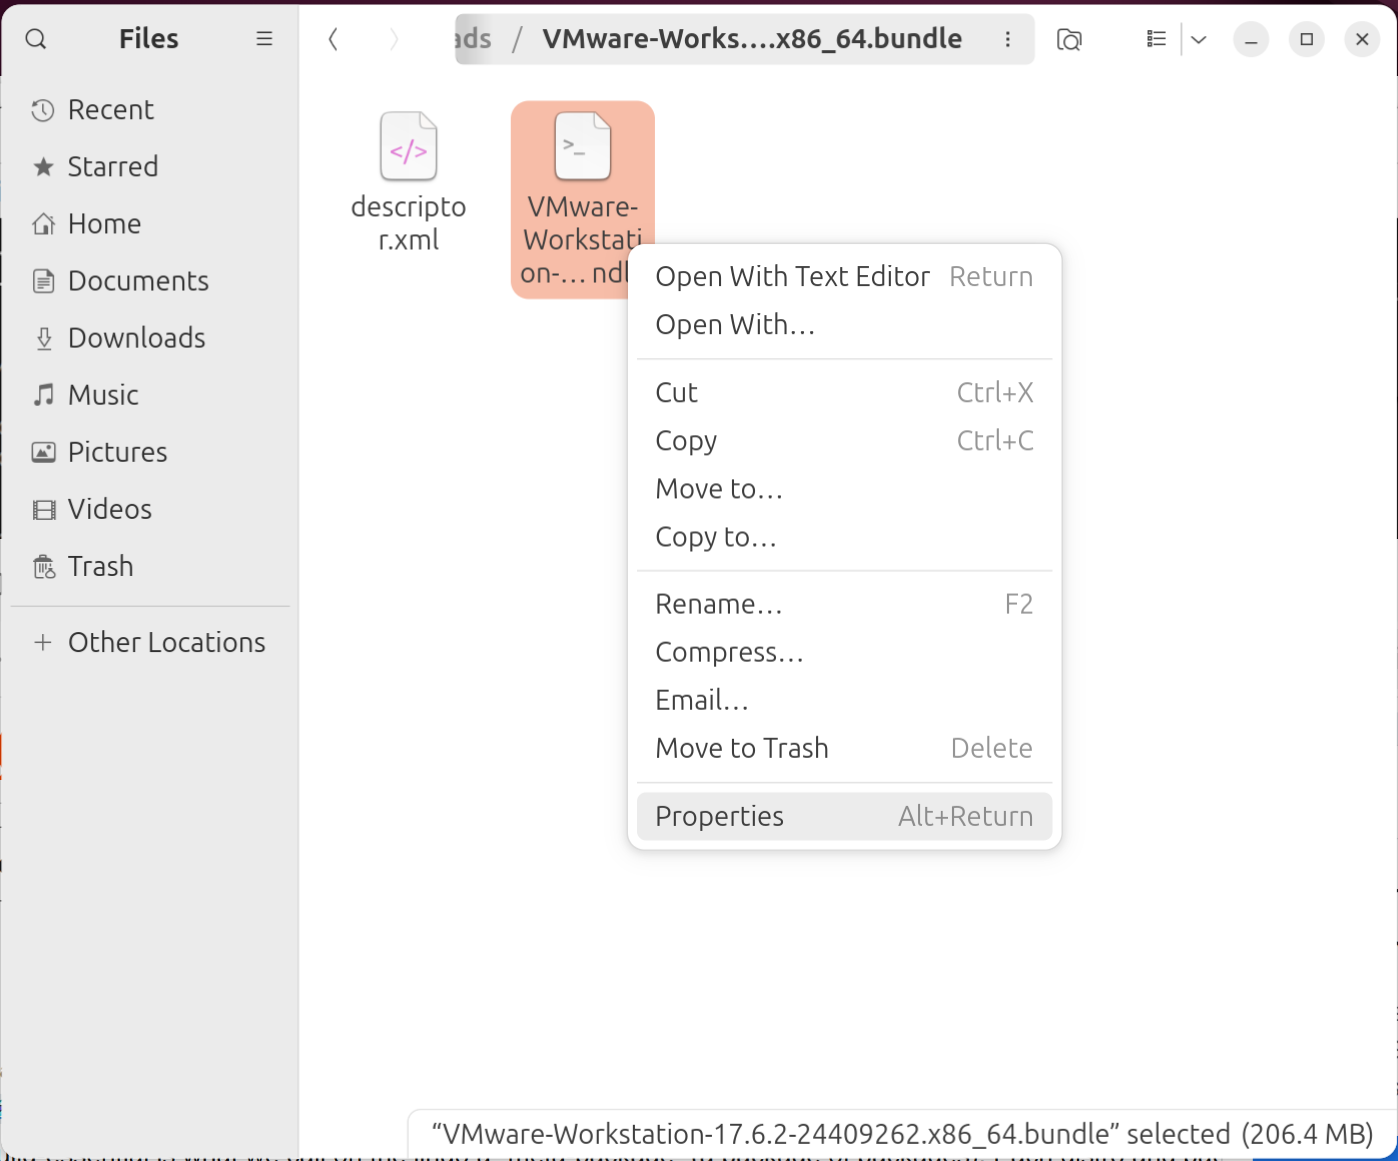 Files
ads / VMware-Works....x86_64.bundle
Recent
Starred
Home
Documents
Downloads
Music
Pictures
Videos
Trash
Other Locations
</>
descripto
r.xml
>_
VMware-
Workstati
on-… ndl
Open With Text Editor Return
Open With…
Cut Ctrl+X
Copy Ctrl+C
Move to…
Copy to…
Rename… F2
Compress…
Email…
Move to Trash Delete
Properties Alt+Return
“VMware-Workstation-17.6.2-24409262.x86_64.bundle” selected (206.4 MB)